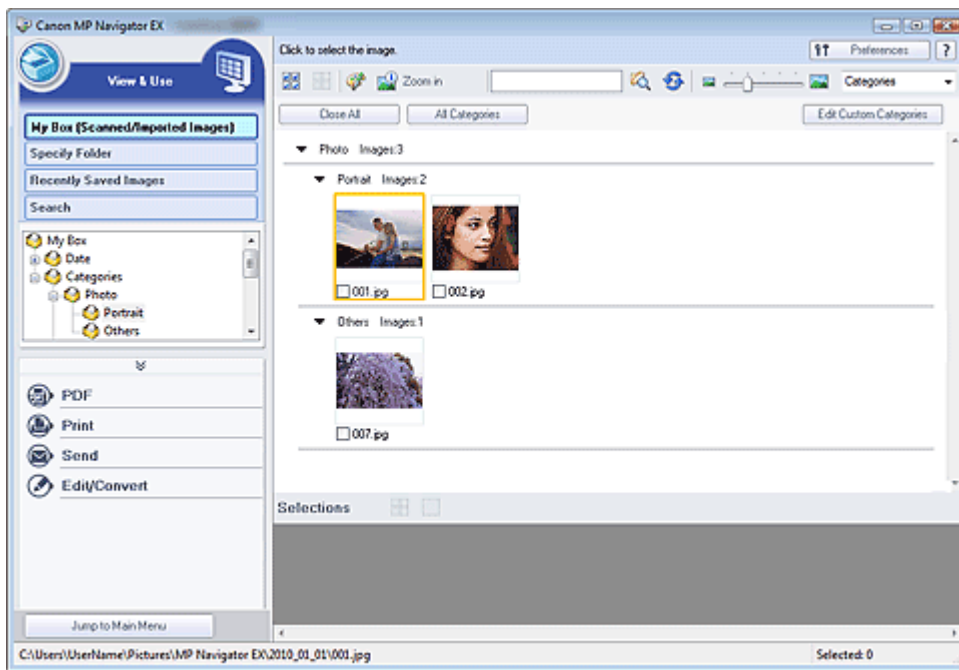 Canon MP Navigator EX
Click to select the image.
Preferences
?
View & Use
Zoom in
Categories
Close All
All Categories
Edit Custom Categories
My Box (Scanned/Imported Images)
Specify Folder
Recently Saved Images
Search
My Box
Date
Categories
Photo
Portrait
Others
PDF
Print
Send
Edit/Convert
Jump to Main Menu
Photo Images:3
Portrait Images:2
001.jpg
002.jpg
Others Images:1
007.jpg
Selections
C:\Users\UserName\Pictures\MP Navigator EX\2010_01_01\001.jpg
Selected: 0